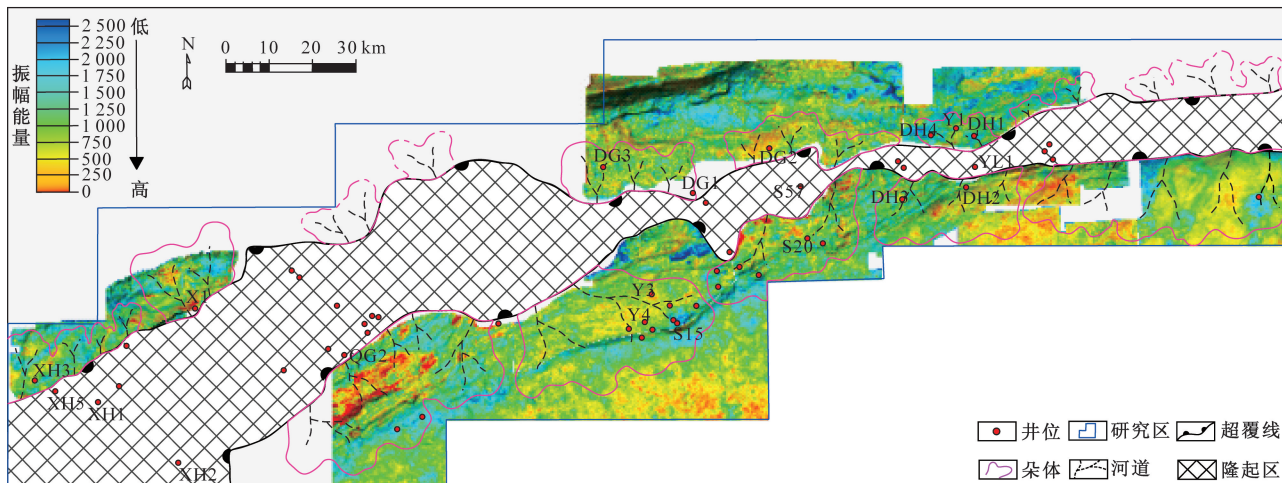 2 500
2 250
2 000
1 750
1 500
1 250
1 000
750
500
250
0
振幅能量
低
高
N
0 10 20 30 km
DG3
DG2
DG1
S57
DH4
Y1
DH1
YL1
DH3
DH2
S20
X1
Y3
Y4
S15
QG2
XH3
XH5
XH1
XH2
井位
研究区
超覆线
朵体
河道
隆起区